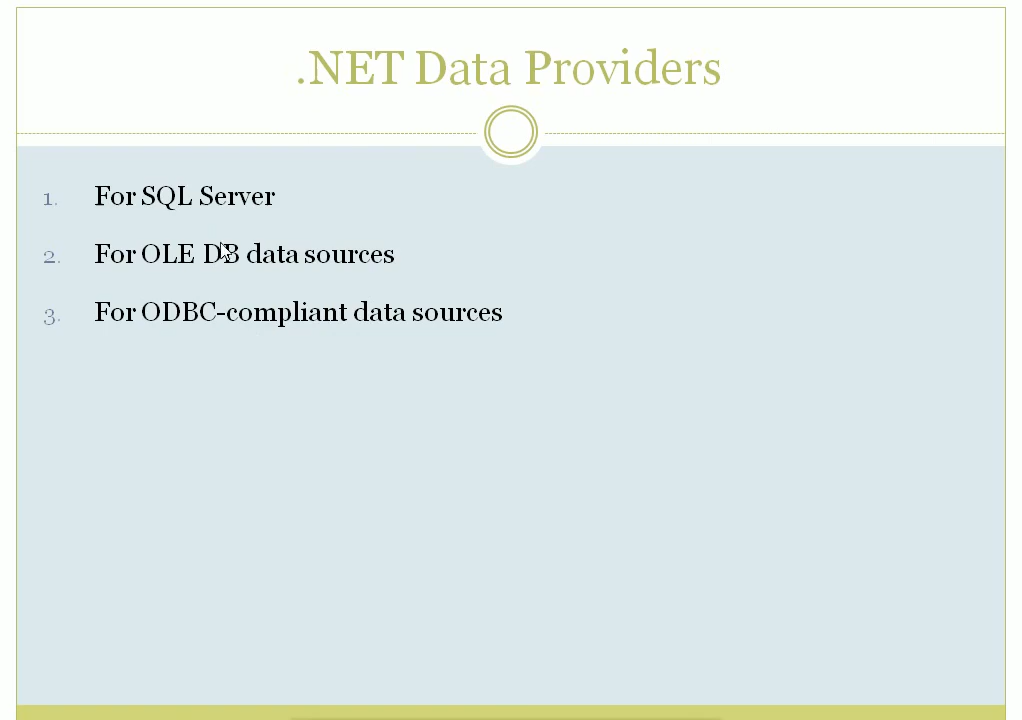 .NET Data Providers
1. For SQL Server
2. For OLE DB data sources
3. For ODBC-compliant data sources